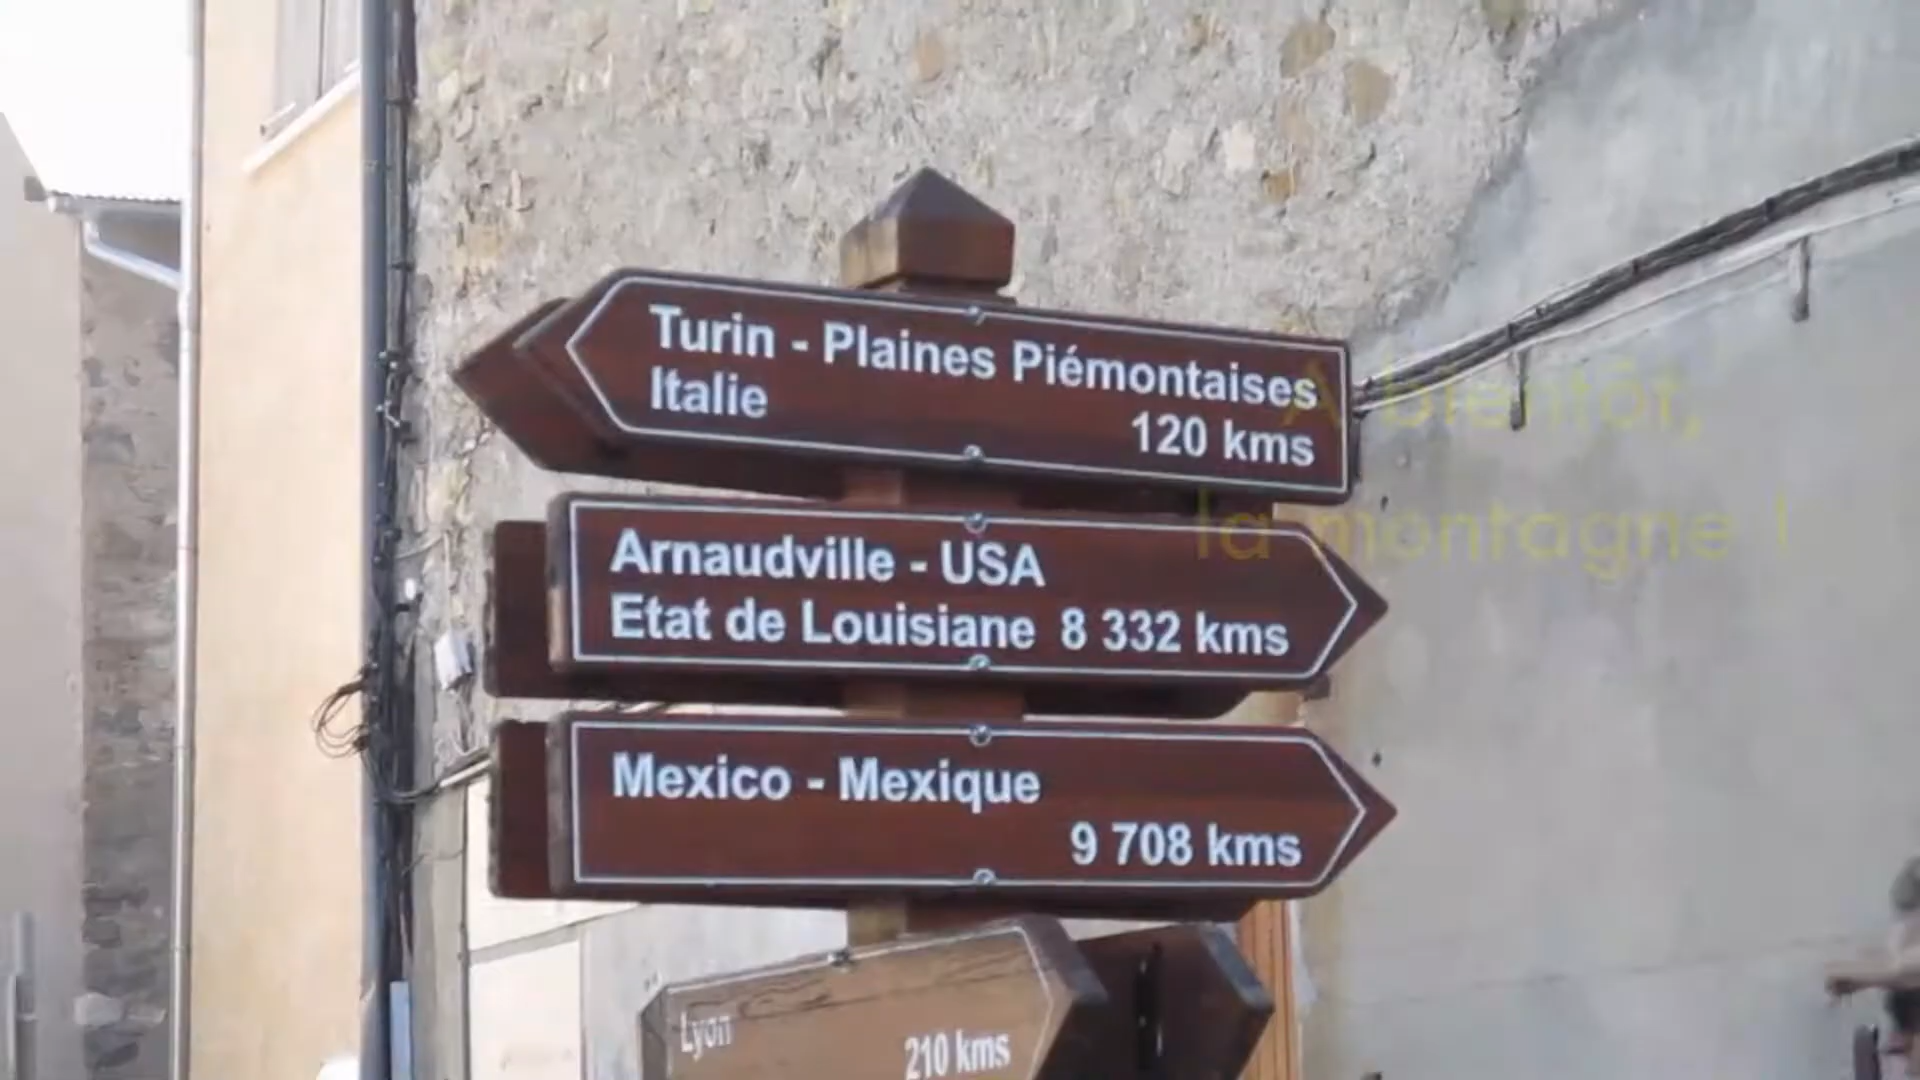 Turin - Plaines Piémontaises
Italie
120 kms
A bientôt,
la montagne !
Arnaudville - USA
Etat de Louisiane 8 332 kms
Mexico - Mexique
9 708 kms
Lyon
210 kms